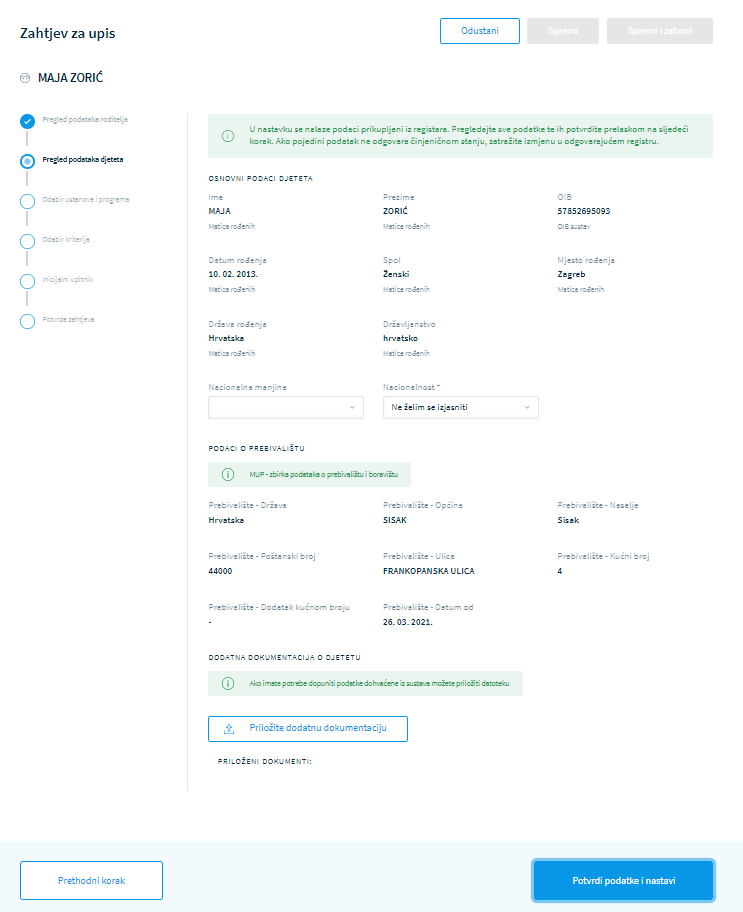 Zahtjev za upis
Odustani
Spremi
Spremi i zatvori
MAJA ZORIĆ
Pregled podataka roditelja
Pregled podataka djeteta
Odabir ustanove i programa
Odabir kriterija
Inicijalni upitnik
Potvrda zahtjeva
U nastavku se nalaze podaci prikupljeni iz registara. Pregledajte sve podatke te ih potvrdite prelaskom na sljedeći
korak. Ako pojedini podatak ne odgovara činjeničnom stanju, zatražite izmjenu u odgovarajućem registru.
OSNOVNI PODACI DJETETA
Ime Prezime OIB
MAJA ZORIĆ 57852695093
Matica rođenih Matica rođenih OIB sustav
Datum rođenja Spol Mjesto rođenja
10. 02. 2013. Ženski Zagreb
Matica rođenih Matica rođenih Matica rođenih
Država rođenja Državljanstvo
Hrvatska hrvatsko
Matica rođenih Matica rođenih
Nacionalna manjina Nacionalnost *
Ne želim se izjasniti
PODACI O PREBIVALIŠTU
MUP - zbirka podataka o prebivalištu i boravištu
Prebivalište - Država Prebivalište - Općina Prebivalište - Naselje
Hrvatska SISAK Sisak
Prebivalište - Poštanski broj Prebivalište - Ulica Prebivalište - Kućni broj
44000 FRANKOPANSKA ULICA 4
Prebivalište - Dodatak kućnom broju Prebivalište - Datum od
- 26. 03. 2021.
DODATNA DOKUMENTACIJA O DJETETU
Ako imate potrebe dopuniti podatke dohvaćene iz sustava možete priložiti datoteku
Priložite dodatnu dokumentaciju
PRILOŽENI DOKUMENTI:
Prethodni korak
Potvrdi podatke i nastavi